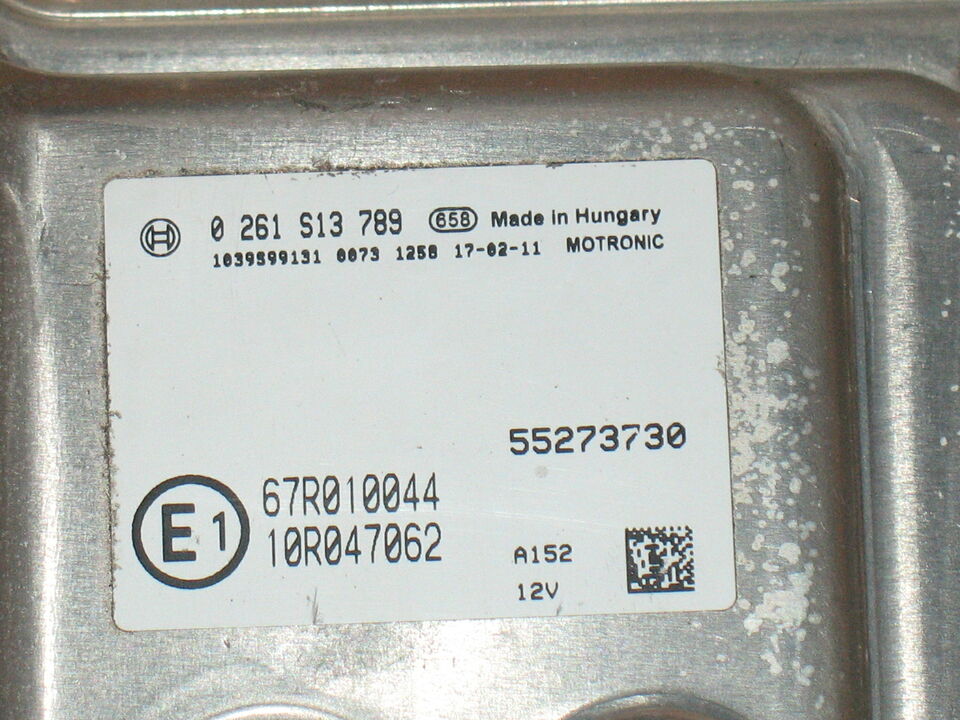 0 261 S13 789 658 Made in Hungary
1039S99131 0073 1258 17-02-11 MOTRONIC
55273730
E1 67R010044
10R047062
A152
12V